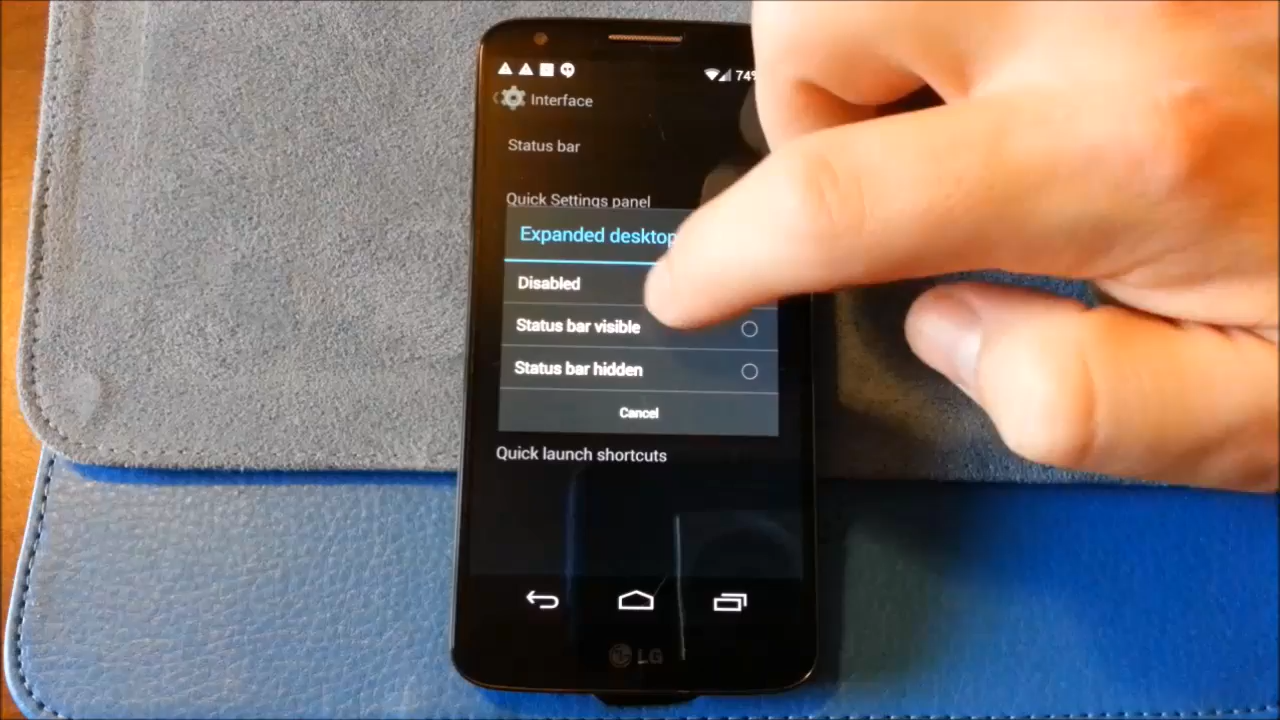 74%
Interface
Status bar
Quick Settings panel
Expanded desktop
Disabled
Status bar visible
Status bar hidden
Cancel
Quick launch shortcuts
LG